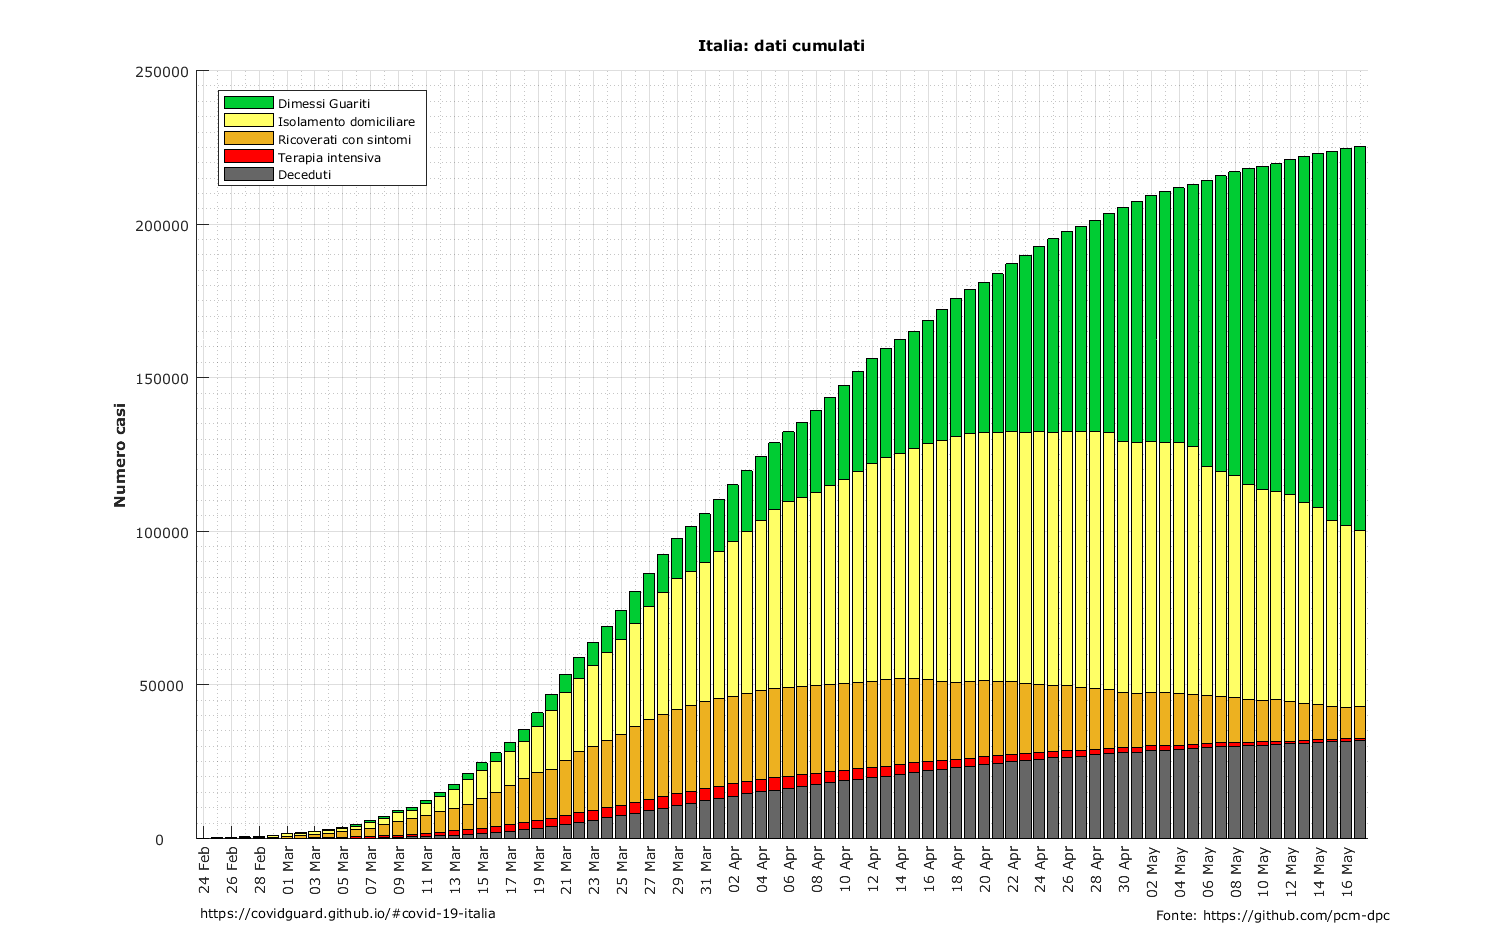 Italia: dati cumulati
250000
200000
150000
100000
50000
0
Numero casi
Dimessi Guariti
Isolamento domiciliare
Ricoverati con sintomi
Terapia intensiva
Deceduti
24 Feb
26 Feb
28 Feb
01 Mar
03 Mar
05 Mar
07 Mar
09 Mar
11 Mar
13 Mar
15 Mar
17 Mar
19 Mar
21 Mar
23 Mar
25 Mar
27 Mar
29 Mar
31 Mar
02 Apr
04 Apr
06 Apr
08 Apr
10 Apr
12 Apr
14 Apr
16 Apr
18 Apr
20 Apr
22 Apr
24 Apr
26 Apr
28 Apr
30 Apr
02 May
04 May
06 May
08 May
10 May
12 May
14 May
16 May
https://covidguard.github.io/#covid-19-italia
Fonte: https://github.com/pcm-dpc